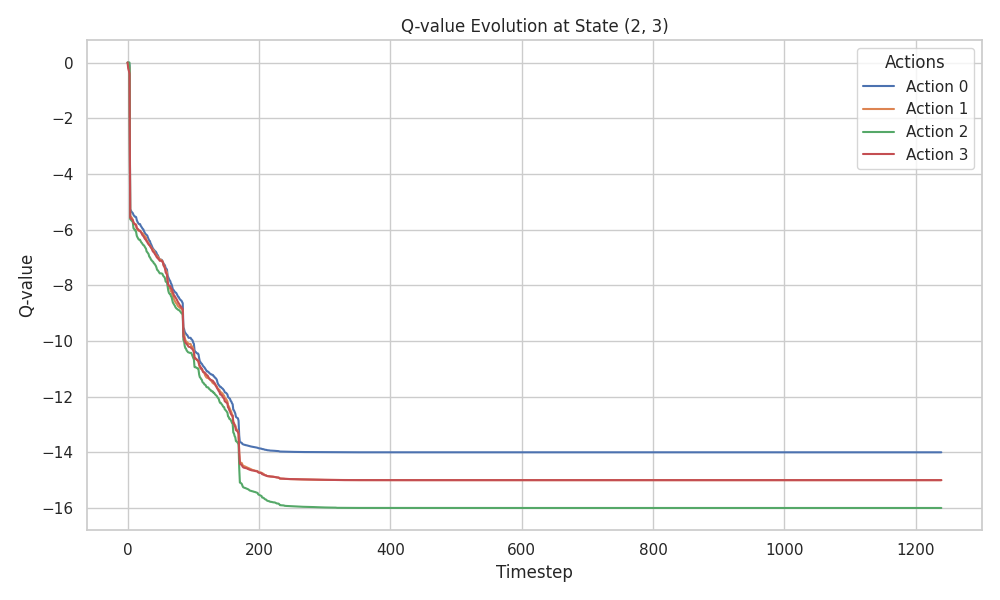 Q-value Evolution at State (2, 3)
Q-value
0
−2
−4
−6
−8
−10
−12
−14
−16
Actions
Action 0
Action 1
Action 2
Action 3
0 200 400 600 800 1000 1200
Timestep